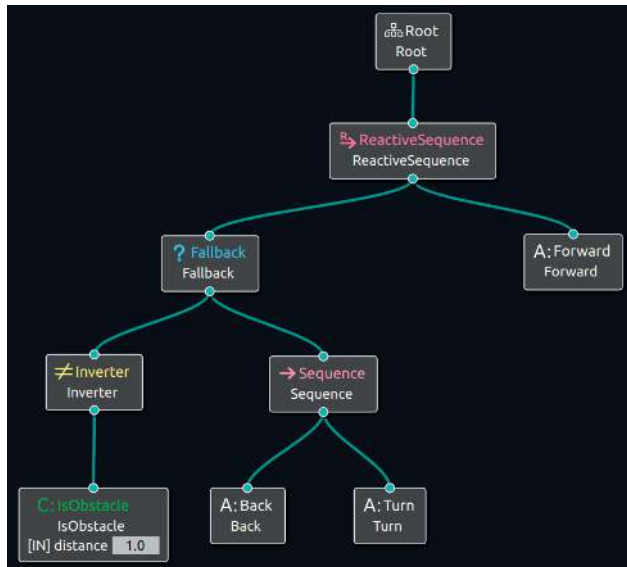 Root
Root
R ReactiveSequence
ReactiveSequence
? Fallback
Fallback
A: Forward
Forward
≠ Inverter
Inverter
→ Sequence
Sequence
C: IsObstacle
IsObstacle
[IN] distance 1.0
A: Back
Back
A: Turn
Turn